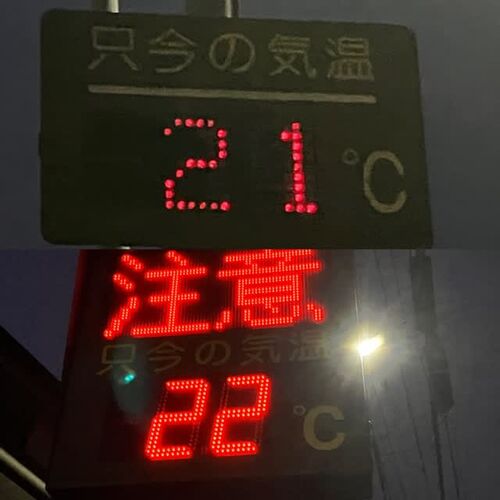 只今の気温
21 ℃
注意
只今の気温
22 ℃